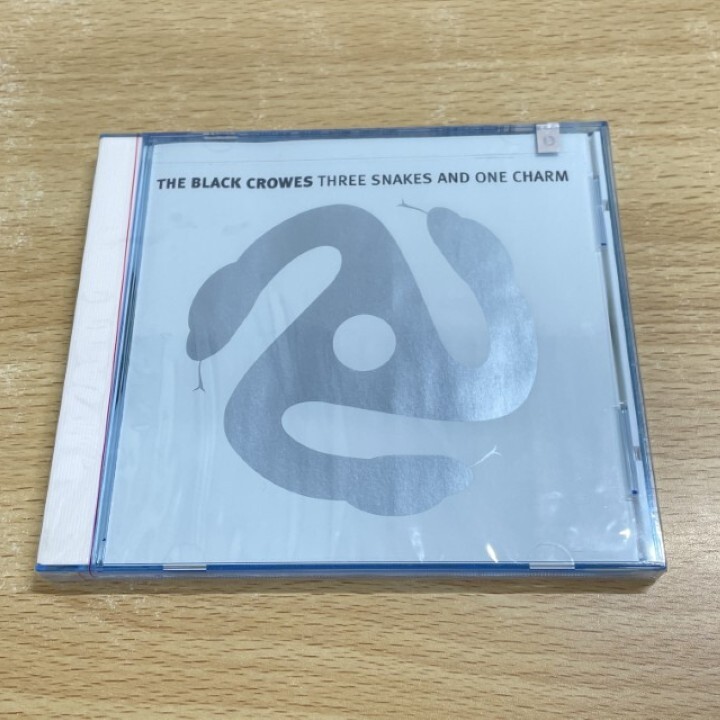 THE BLACK CROWES THREE SNAKES AND ONE CHARM